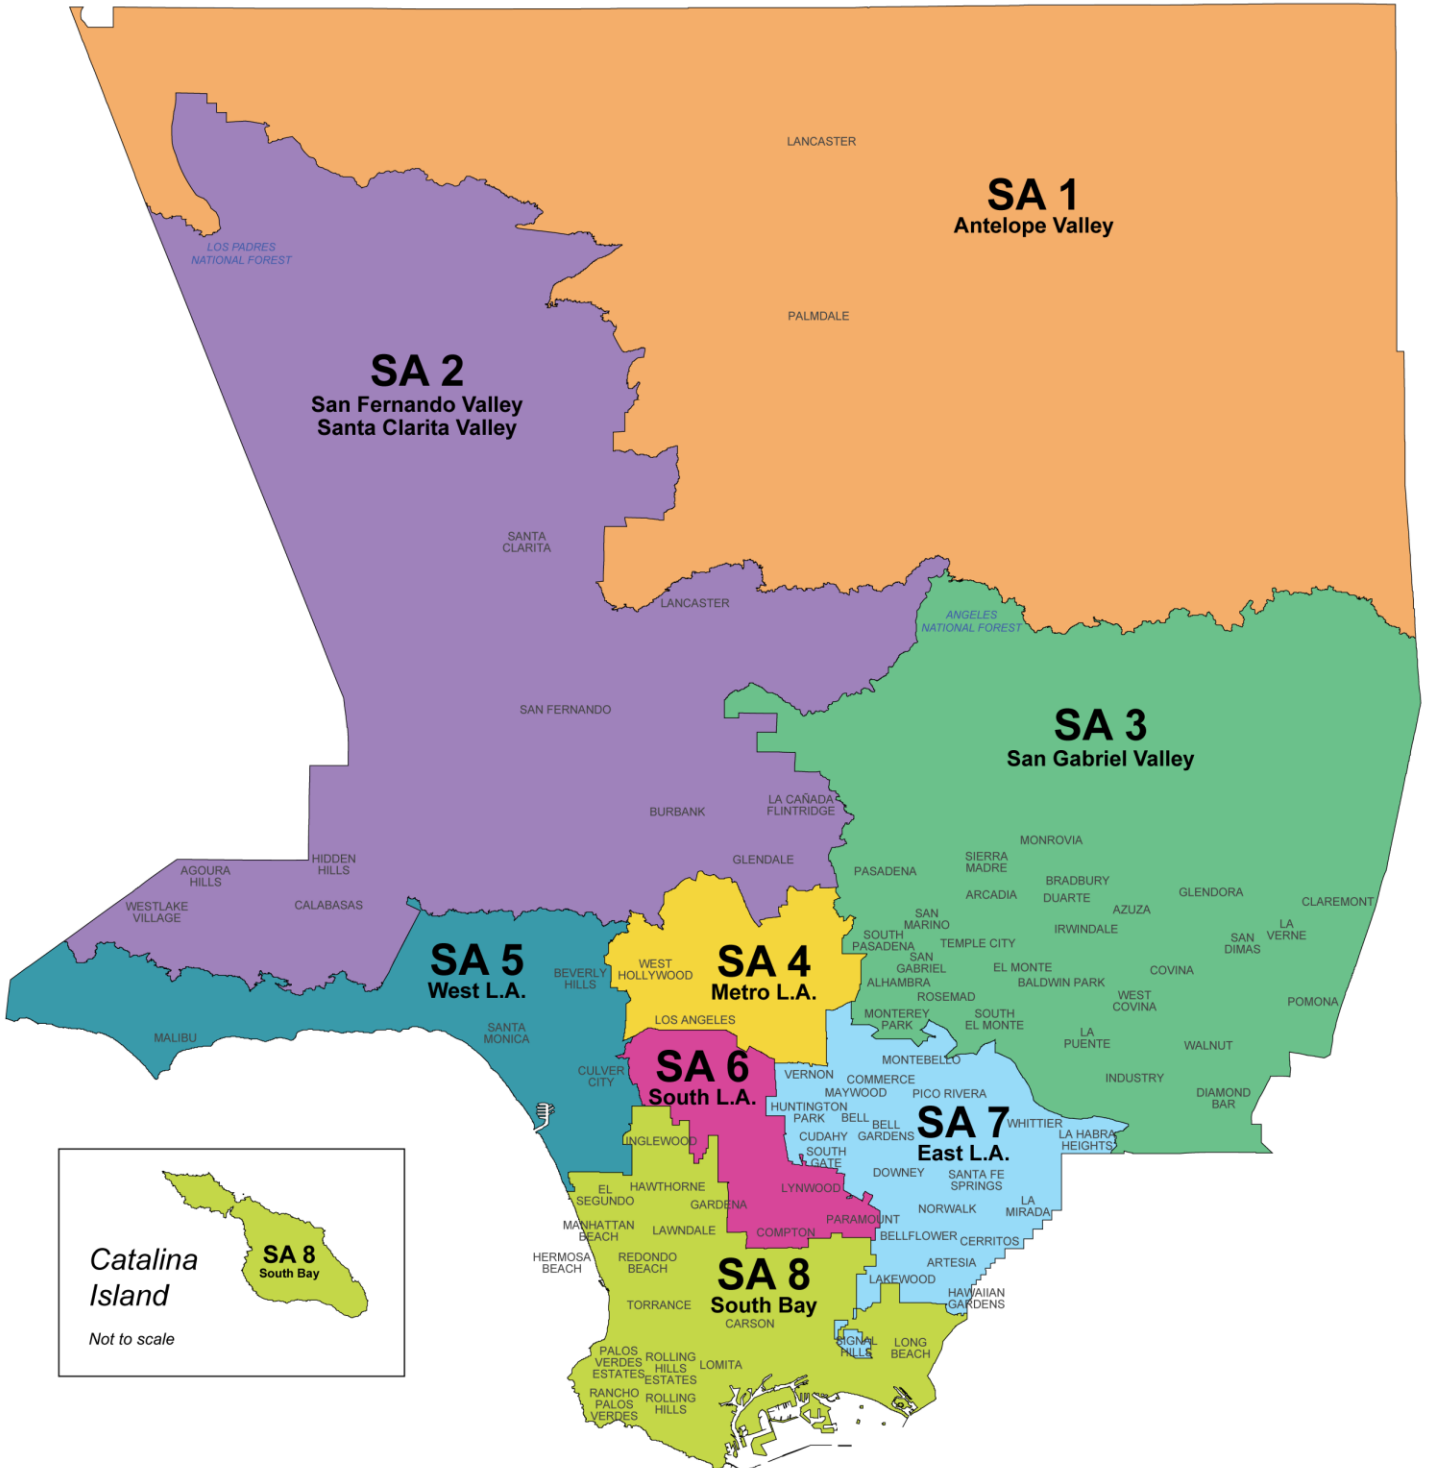 LANCASTER
SA 1
Antelope Valley
LOS PADRES
NATIONAL FOREST
PALMDALE
SA 2
San Fernando Valley
Santa Clarita Valley
SANTA
CLARITA
LANCASTER
ANGELES
NATIONAL FOREST
SAN FERNANDO
SA 3
San Gabriel Valley
BURBANK
LA CAÑADA
FLINTRIDGE
GLENDALE
HIDDEN
HILLS
AGOURA
HILLS
WESTLAKE
VILLAGE
CALABASAS
MONROVIA
SIERRA
MADRE
PASADENA
BRADBURY
ARCADIA
DUARTE
GLENDORA
CLAREMONT
AZUZA
SAN
MARINO
IRWINDALE
LA
VERNE
SOUTH
PASADENA
TEMPLE CITY
SAN
DIMAS
SAN
GABRIEL
EL MONTE
COVINA
ALHAMBRA
BALDWIN PARK
ROSEMAD
WEST
COVINA
POMONA
MONTEREY
PARK
SOUTH
EL MONTE
LA
PUENTE
WALNUT
INDUSTRY
DIAMOND
BAR
SA 5
West L.A.
BEVERLY
HILLS
MALIBU
SANTA
MONICA
CULVER
CITY
SA 4
Metro L.A.
WEST
HOLLYWOOD
LOS ANGELES
SA 6
South L.A.
LYNWOOD
PARAMOUNT
COMPTON
MONTEBELLO
VERNON
COMMERCE
MAYWOOD
PICO RIVERA
HUNTINGTON
PARK
BELL
BELL
GARDENS
SA 7
East L.A.
WHITTIER
LA HABRA
HEIGHTS
CUDAHY
SOUTH
GATE
DOWNEY
SANTA FE
SPRINGS
NORWALK
LA
MIRADA
BELLFLOWER
CERRITOS
ARTESIA
LAKEWOOD
HAWAIIAN
GARDENS
SIGNAL
HILLS
INGLEWOOD
EL
SEGUNDO
HAWTHORNE
GARDENA
MANHATTAN
BEACH
LAWNDALE
HERMOSA
BEACH
REDONDO
BEACH
SA 8
South Bay
TORRANCE
CARSON
LONG
BEACH
PALOS
VERDES
ESTATES
ROLLING
HILLS
ESTATES
LOMITA
RANCHO
PALOS
VERDES
ROLLING
HILLS
Catalina
Island
Not to scale
SA 8
South Bay